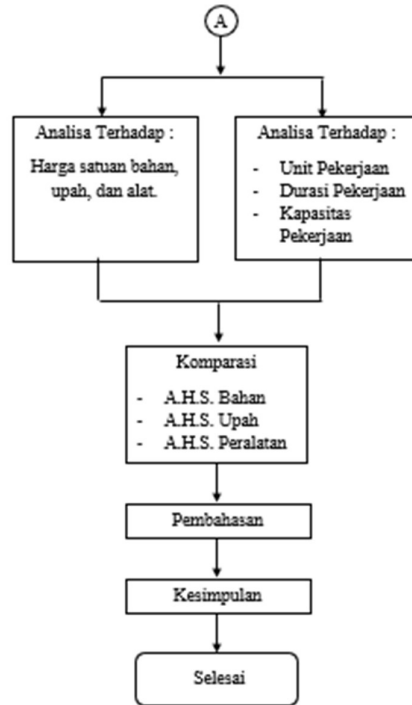 A
Analisa Terhadap :
Harga satuan bahan,
upah, dan alat.
Analisa Terhadap :
- Unit Pekerjaan
- Durasi Pekerjaan
- Kapasitas
Pekerjaan
Komparasi
- A.H.S. Bahan
- A.H.S. Upah
- A.H.S. Peralatan
Pembahasan
Kesimpulan
Selesai